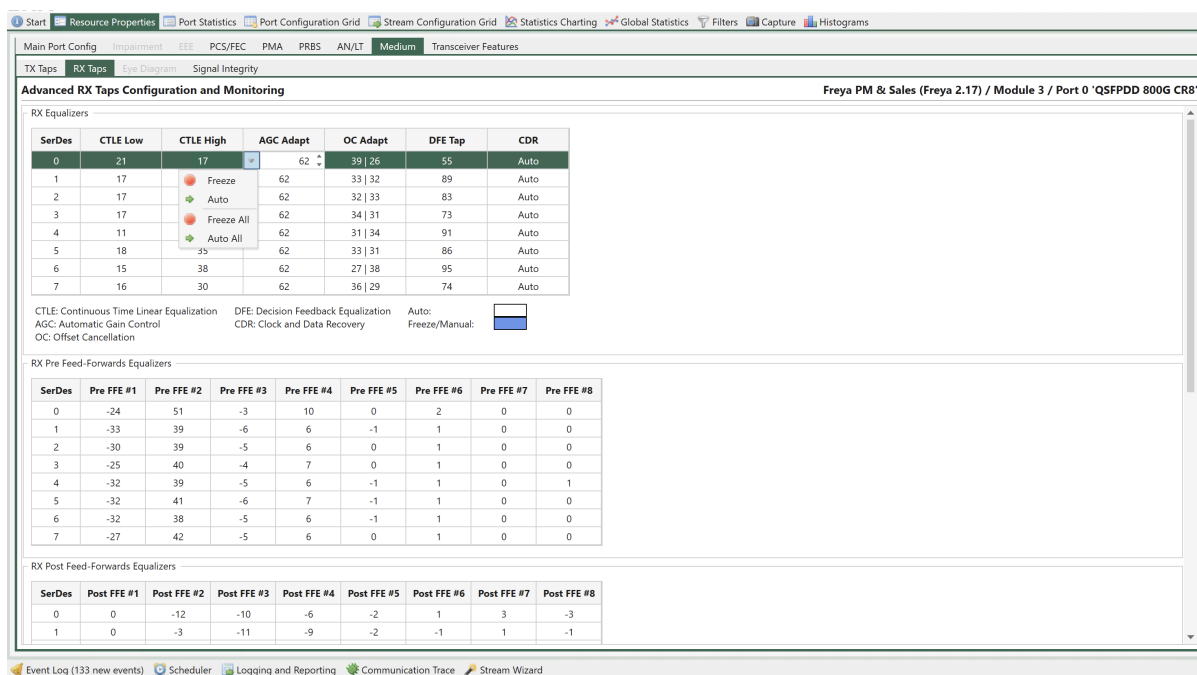 Start Resource Properties Port Statistics Port Configuration Grid Stream Configuration Grid Statistics Charting Global Statistics Filters Capture Histograms
Main Port Config Impairment EEE PCS/FEC PMA PRBS AN/LT Medium Transceiver Features
TX Taps RX Taps Eye Diagram Signal Integrity
Advanced RX Taps Configuration and Monitoring Freya PM & Sales (Freya 2.17) / Module 3 / Port 0 'QSFPDD 800G CR8'
RX Equalizers
SerDes CTLE Low CTLE High AGC Adapt OC Adapt DFE Tap CDR
0 21 17 62 39 | 26 55 Auto
1 17 Freeze 62 33 | 32 89 Auto
2 17 Auto 62 32 | 33 83 Auto
3 17 Freeze All 62 34 | 31 73 Auto
4 11 Auto All 62 31 | 34 91 Auto
5 18 35 62 33 | 31 86 Auto
6 15 38 62 27 | 38 95 Auto
7 16 30 62 36 | 29 74 Auto
CTLE: Continuous Time Linear Equalization DFE: Decision Feedback Equalization Auto:
AGC: Automatic Gain Control CDR: Clock and Data Recovery Freeze/Manual:
OC: Offset Cancellation
RX Pre Feed-Forwards Equalizers
SerDes Pre FFE #1 Pre FFE #2 Pre FFE #3 Pre FFE #4 Pre FFE #5 Pre FFE #6 Pre FFE #7 Pre FFE #8
0 -24 51 -3 10 0 2 0 0
1 -33 39 -6 6 -1 1 0 0
2 -30 39 -5 6 0 1 0 0
3 -25 40 -4 7 0 1 0 0
4 -32 39 -5 6 -1 1 0 1
5 -32 41 -6 7 -1 1 0 0
6 -32 38 -5 6 -1 1 0 0
7 -27 42 -5 6 0 1 0 0
RX Post Feed-Forwards Equalizers
SerDes Post FFE #1 Post FFE #2 Post FFE #3 Post FFE #4 Post FFE #5 Post FFE #6 Post FFE #7 Post FFE #8
0 0 -12 -10 -6 -2 1 3 -3
1 0 -3 -11 -9 -2 -1 1 -1
Event Log (133 new events) Scheduler Logging and Reporting Communication Trace Stream Wizard